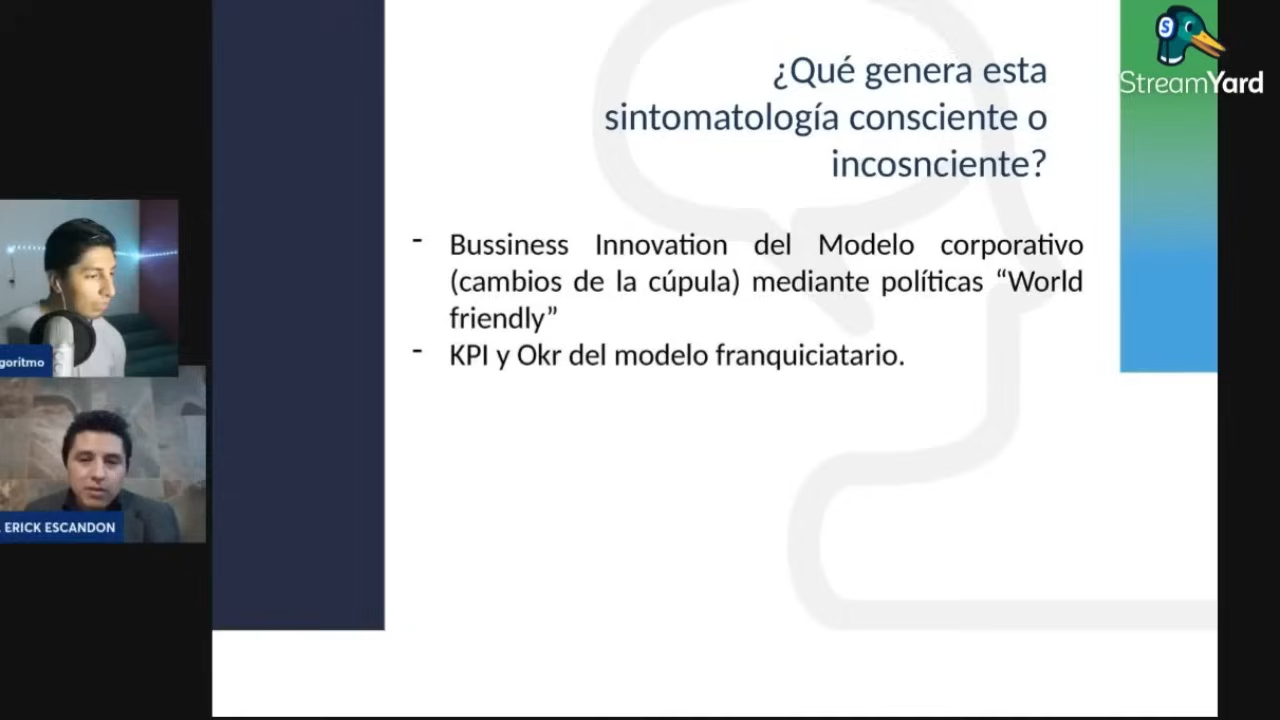 ¿Qué genera esta
sintomatología consciente o
incosnciente?
StreamYard
- Bussiness Innovation del Modelo corporativo
(cambios de la cúpula) mediante políticas “World
friendly”
- KPI y Okr del modelo franquiciatario.
goritmo
ERICK ESCANDON